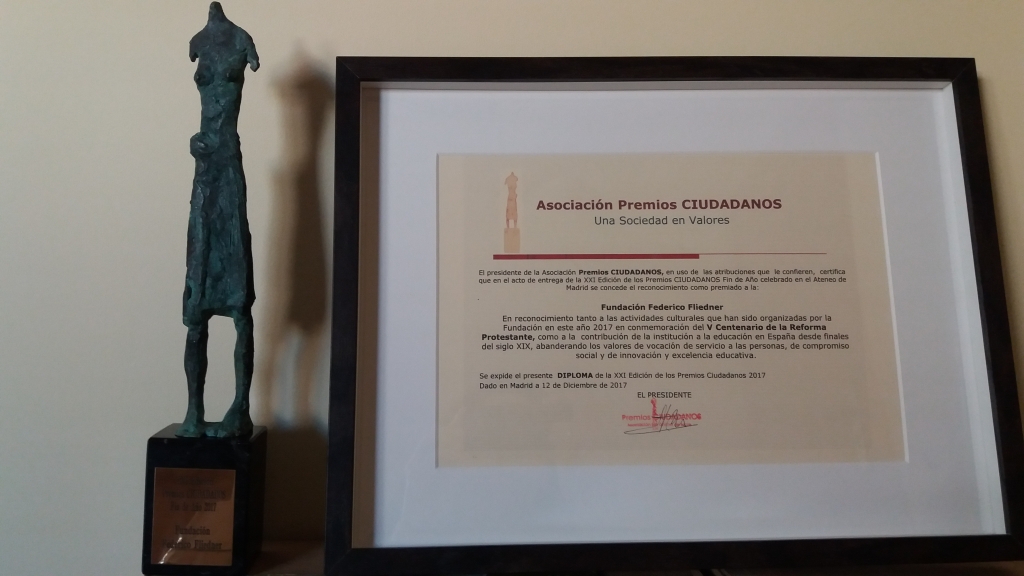 Asociación Premios CIUDADANOS
Una Sociedad en Valores
El presidente de la Asociación Premios CIUDADANOS, en uso de las atribuciones que le confieren, certifica
que en el acto de entrega de la XXI Edición de los Premios CIUDADANOS Fin de Año celebrado en el Ateneo de
Madrid se concede el reconocimiento como premiado a la:
Fundación Federico Fliedner
En reconocimiento tanto a las actividades culturales que han sido organizadas por la
Fundación en este año 2017 en conmemoración del V Centenario de la Reforma
Protestante, como a la contribución de la institución a la educación en España desde finales
del siglo XIX, abanderando los valores de vocación de servicio a las personas, de compromiso
social y de innovación y excelencia educativa.
Se expide el presente DIPLOMA de la XXI Edición de los Premios Ciudadanos 2017
Dado en Madrid a 12 de Diciembre de 2017
EL PRESIDENTE
Premios CIUDADANOS
Fundación
Fliedner